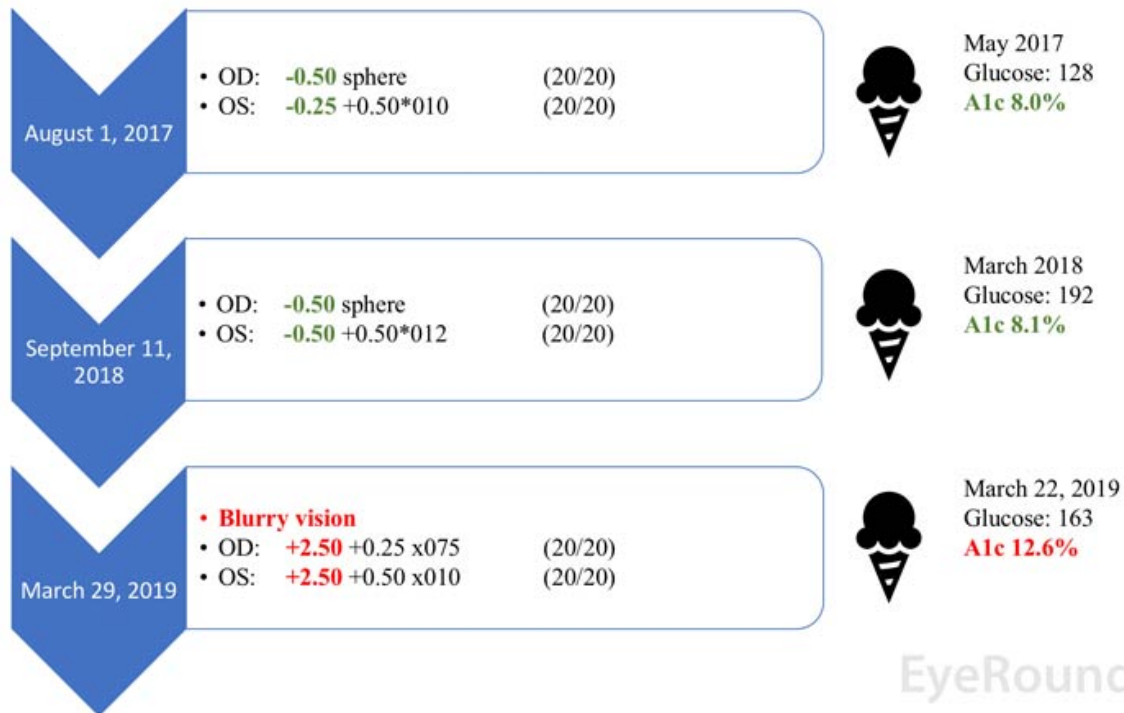 August 1, 2017
• OD: -0.50 sphere (20/20)
• OS: -0.25 +0.50*010 (20/20)
May 2017
Glucose: 128
A1c 8.0%
September 11,
2018
• OD: -0.50 sphere (20/20)
• OS: -0.50 +0.50*012 (20/20)
March 2018
Glucose: 192
A1c 8.1%
March 29, 2019
• Blurry vision
• OD: +2.50 +0.25 x075 (20/20)
• OS: +2.50 +0.50 x010 (20/20)
March 22, 2019
Glucose: 163
A1c 12.6%
EyeRound